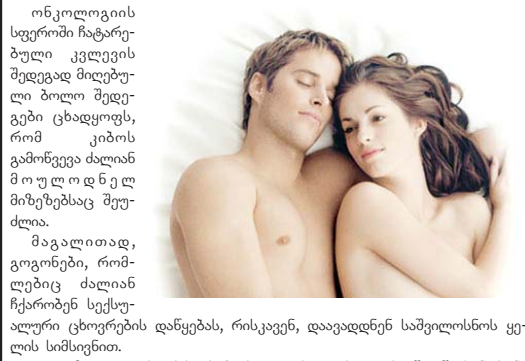 ონკოლოგიის
სფეროში ჩატარე-
ბული კვლევის
შედეგად მიღებუ-
ლი ბოლო შედე-
გები ცხადყოფს,
რომ კიბოს
გამოწვევა ძალიან
მოულოდნელ
მიზეზებსაც შეუ-
ძლია.
მაგალითად,
გოგონები, რომ-
ლებიც ძალიან
ჩქარობენ სექსუ-
ალური ცხოვრების დაწყებას, რისკავენ, დაავადდნენ საშვილოსნოს ყე-
ლის სიმსივნით.